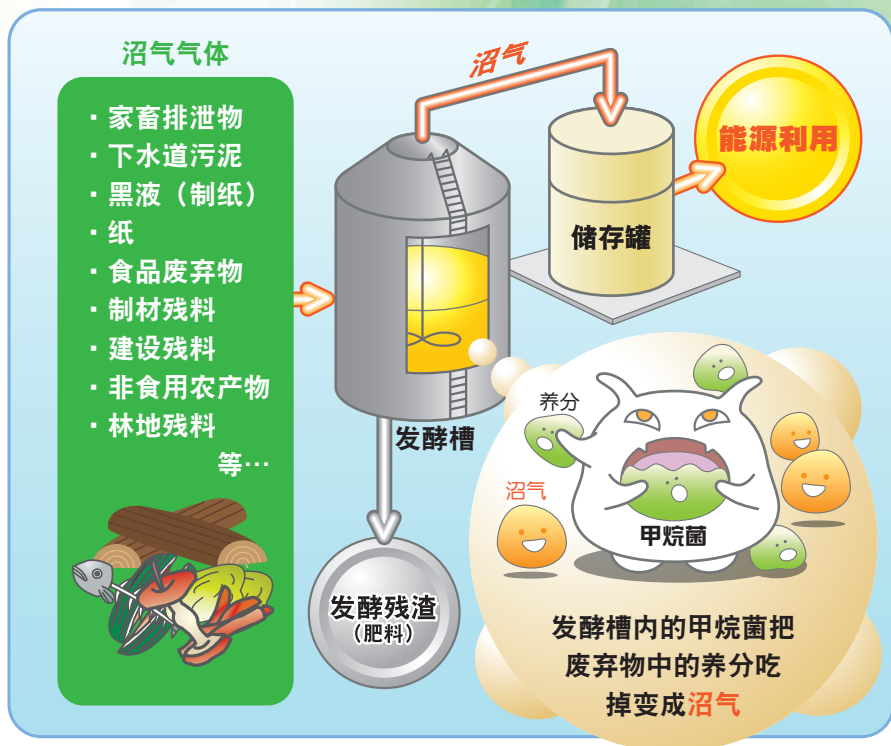 沼气气体
· 家畜排泄物
· 下水道污泥
· 黑液（制纸）
· 纸
· 食品废弃物
· 制材残料
· 建设残料
· 非食用农产物
· 林地残料
等…
沼气
发酵槽
储存罐
能源利用
发酵残渣
（肥料）
养分
沼气
甲烷菌
发酵槽内的甲烷菌把
废弃物中的养分吃
掉变成沼气